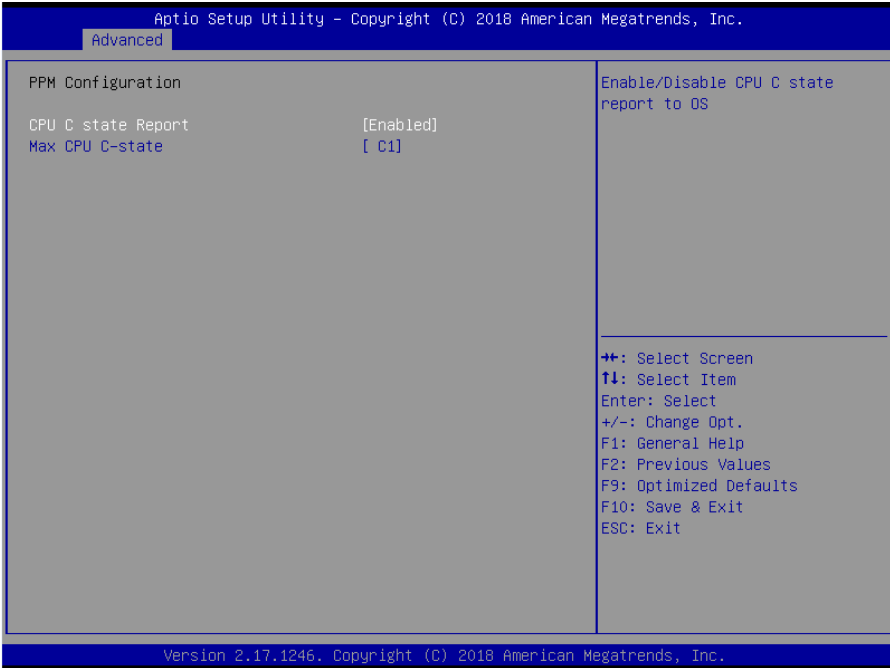 Aptio Setup Utility – Copyright (C) 2018 American Megatrends, Inc.
Advanced
PPM Configuration
CPU C state Report [Enabled]
Max CPU C-state [ C1]
Enable/Disable CPU C state
report to OS
→←: Select Screen
↑↓: Select Item
Enter: Select
+/-: Change Opt.
F1: General Help
F2: Previous Values
F9: Optimized Defaults
F10: Save & Exit
ESC: Exit
Version 2.17.1246. Copyright (C) 2018 American Megatrends, Inc.